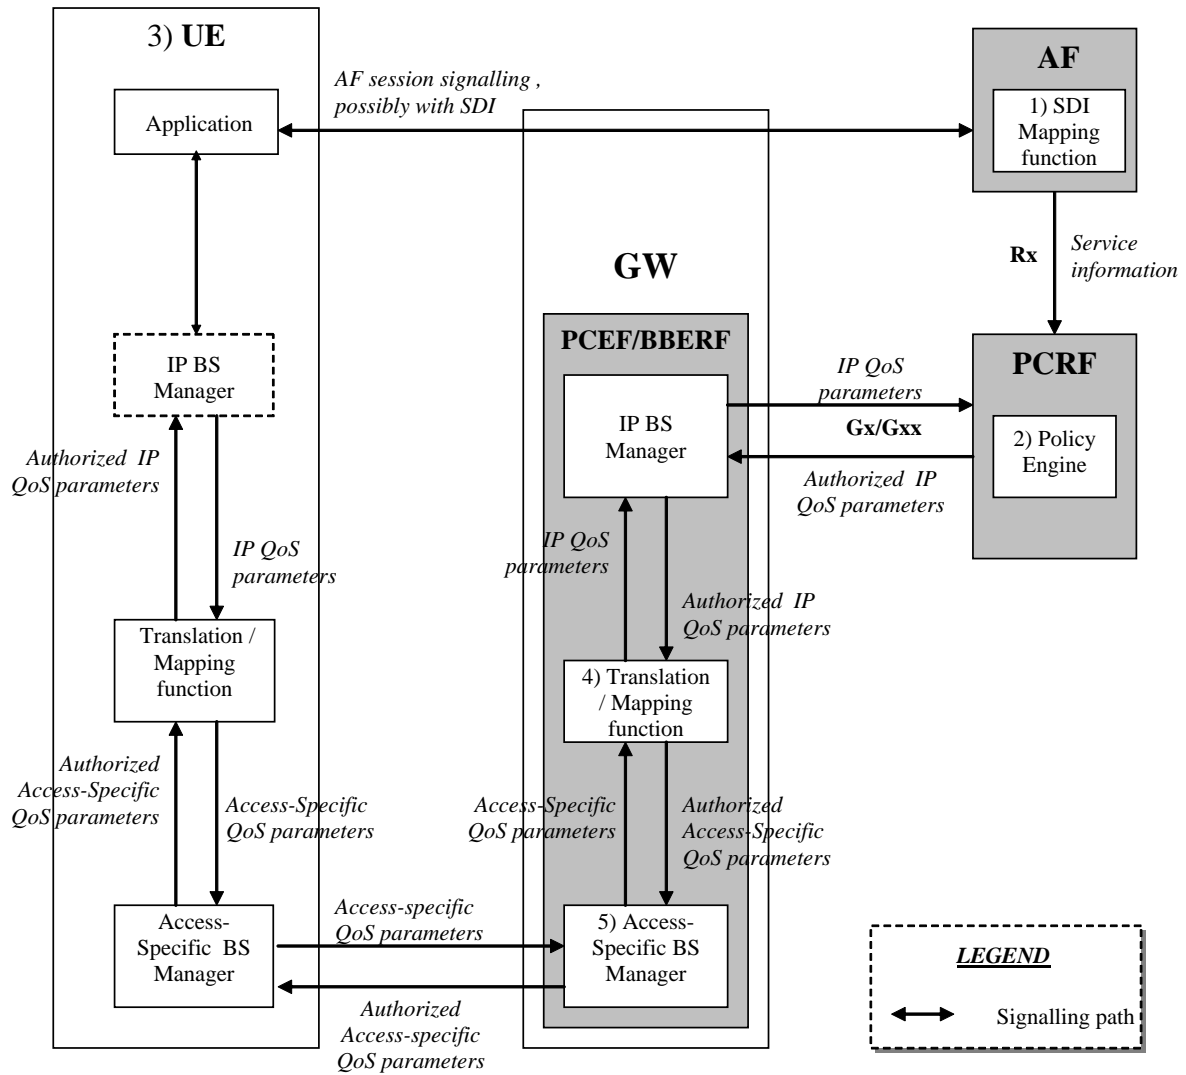 3) UE
Application
AF session signalling ,
possibly with SDI
AF
1) SDI
Mapping
function
Rx
Service
information
GW
PCEF/BBERF
IP BS
Manager
IP BS
Manager
IP QoS
parameters
Gx/Gxx
Authorized IP
QoS parameters
PCRF
2) Policy
Engine
Authorized IP
QoS parameters
IP QoS
parameters
IP QoS
parameters
Authorized IP
QoS parameters
Translation /
Mapping
function
4) Translation
/ Mapping
function
Authorized
Access-Specific
QoS parameters
Access-Specific
QoS parameters
Access-Specific
QoS parameters
Authorized
Access-Specific
QoS parameters
Access-
Specific BS
Manager
Access-specific
QoS parameters
5) Access-
Specific BS
Manager
Authorized
Access-specific
QoS parameters
LEGEND
Signalling path